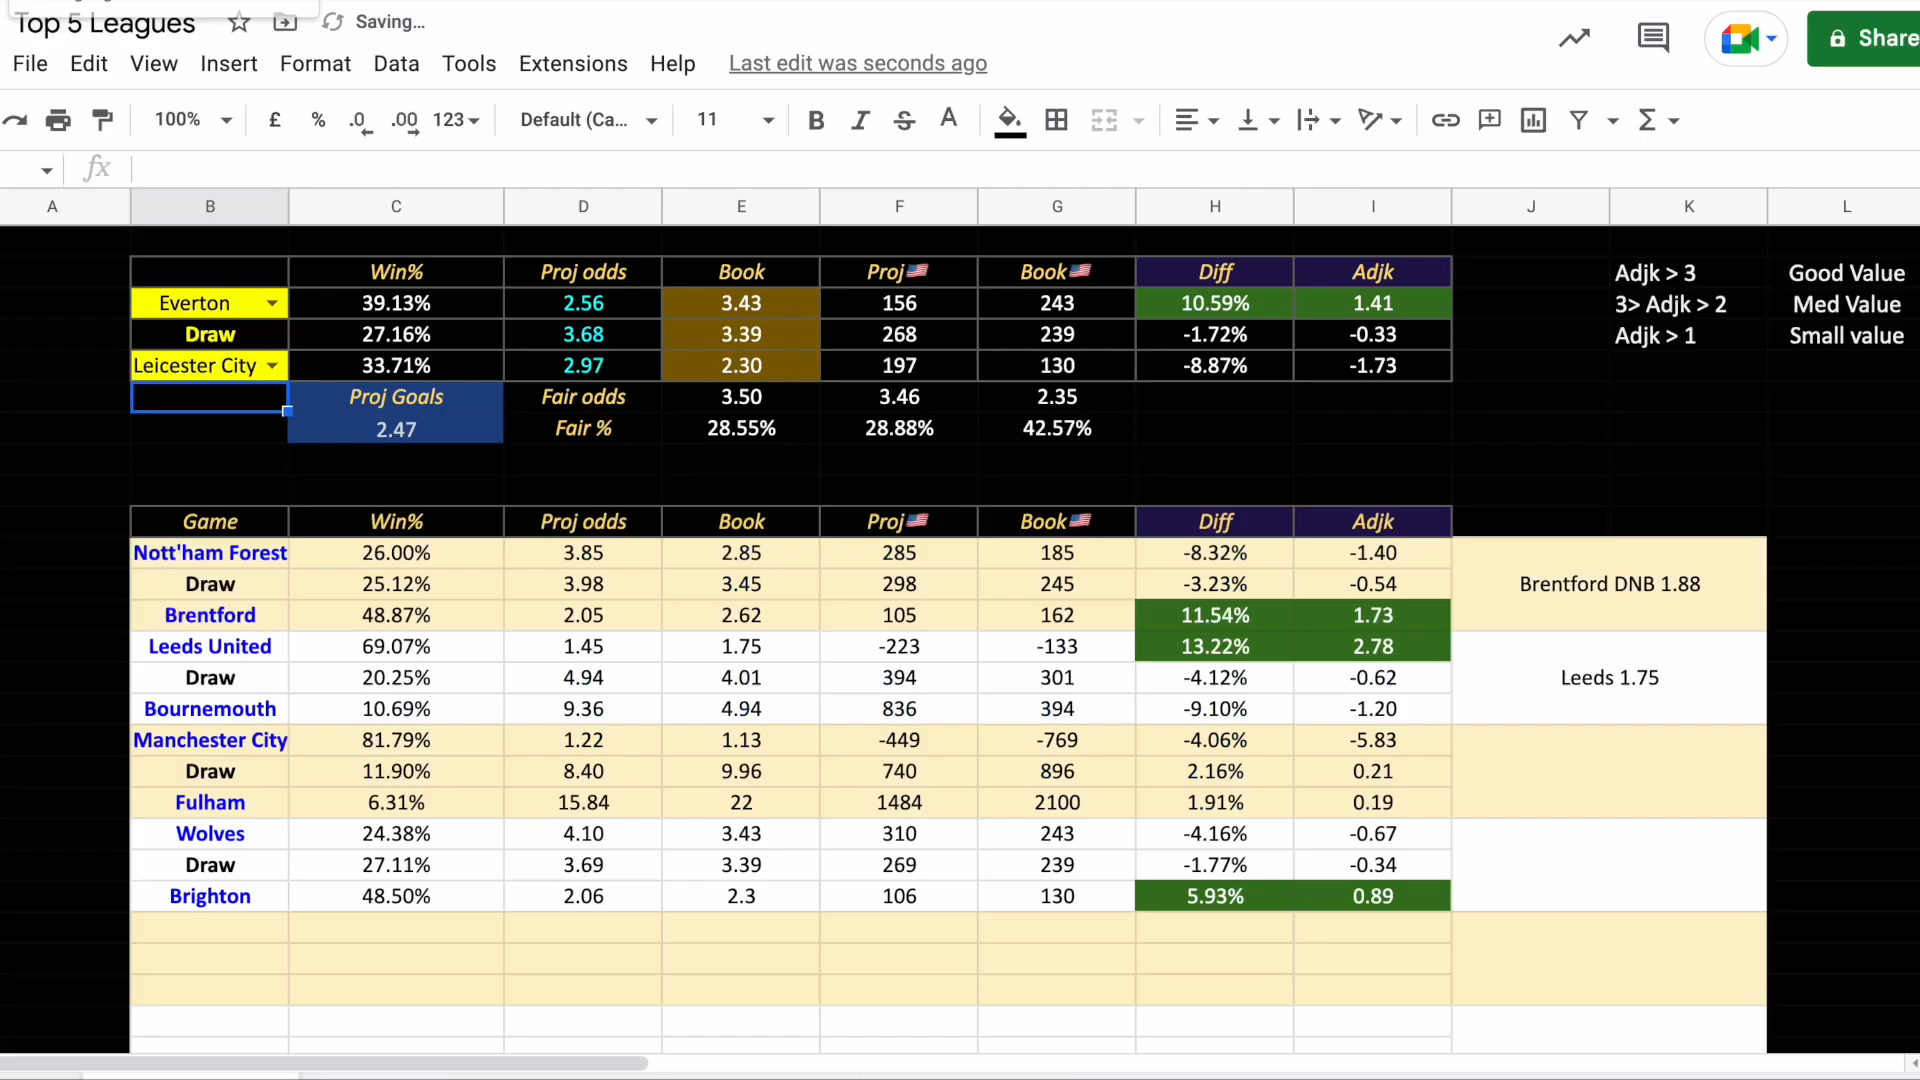 Top 5 Leagues Saving...
File Edit View Insert Format Data Tools Extensions Help Last edit was seconds ago
Share
100% £ % .0 .00 123 Default (Ca... 11 B I S A Σ
fx
A B C D E F G H I J K L
Win% Proj odds Book Proj🇺🇸 Book🇺🇸 Diff Adjk Adjk > 3 Good Value
Everton 39.13% 2.56 3.43 156 243 10.59% 1.41 3> Adjk > 2 Med Value
Draw 27.16% 3.68 3.39 268 239 -1.72% -0.33 Adjk > 1 Small value
Leicester City 33.71% 2.97 2.30 197 130 -8.87% -1.73
Proj Goals Fair odds 3.50 3.46 2.35
2.47 Fair % 28.55% 28.88% 42.57%
Game Win% Proj odds Book Proj🇺🇸 Book🇺🇸 Diff Adjk
Nott'ham Forest 26.00% 3.85 2.85 285 185 -8.32% -1.40
Draw 25.12% 3.98 3.45 298 245 -3.23% -0.54 Brentford DNB 1.88
Brentford 48.87% 2.05 2.62 105 162 11.54% 1.73
Leeds United 69.07% 1.45 1.75 -223 -133 13.22% 2.78
Draw 20.25% 4.94 4.01 394 301 -4.12% -0.62 Leeds 1.75
Bournemouth 10.69% 9.36 4.94 836 394 -9.10% -1.20
Manchester City 81.79% 1.22 1.13 -449 -769 -4.06% -5.83
Draw 11.90% 8.40 9.96 740 896 2.16% 0.21
Fulham 6.31% 15.84 22 1484 2100 1.91% 0.19
Wolves 24.38% 4.10 3.43 310 243 -4.16% -0.67
Draw 27.11% 3.69 3.39 269 239 -1.77% -0.34
Brighton 48.50% 2.06 2.3 106 130 5.93% 0.89